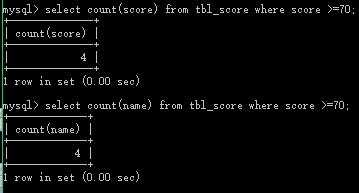 mysql> select count(score) from tbl_score where score >=70;
+--------------+
| count(score) |
+--------------+
|            4 |
+--------------+
1 row in set (0.00 sec)
mysql> select count(name) from tbl_score where score >=70;
+-------------+
| count(name) |
+-------------+
|           4 |
+-------------+
1 row in set (0.00 sec)